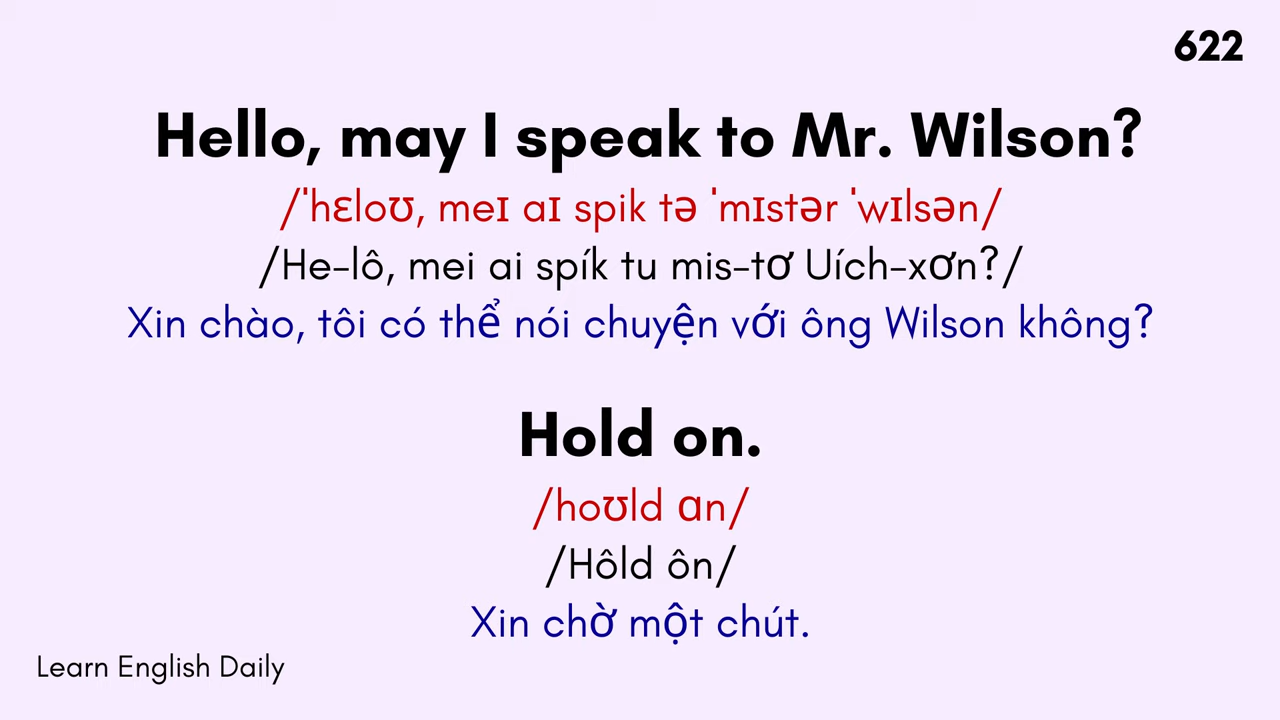 622
Hello, may I speak to Mr. Wilson?
/ˈhɛloʊ, meɪ aɪ spik tə ˈmɪstər ˈwɪlsən/
/He-lô, mei ai spík tu mis-tơ Uích-xơn?/
Xin chào, tôi có thể nói chuyện với ông Wilson không?
Hold on.
/hoʊld ɑn/
/Hôld ôn/
Xin chờ một chút.
Learn English Daily